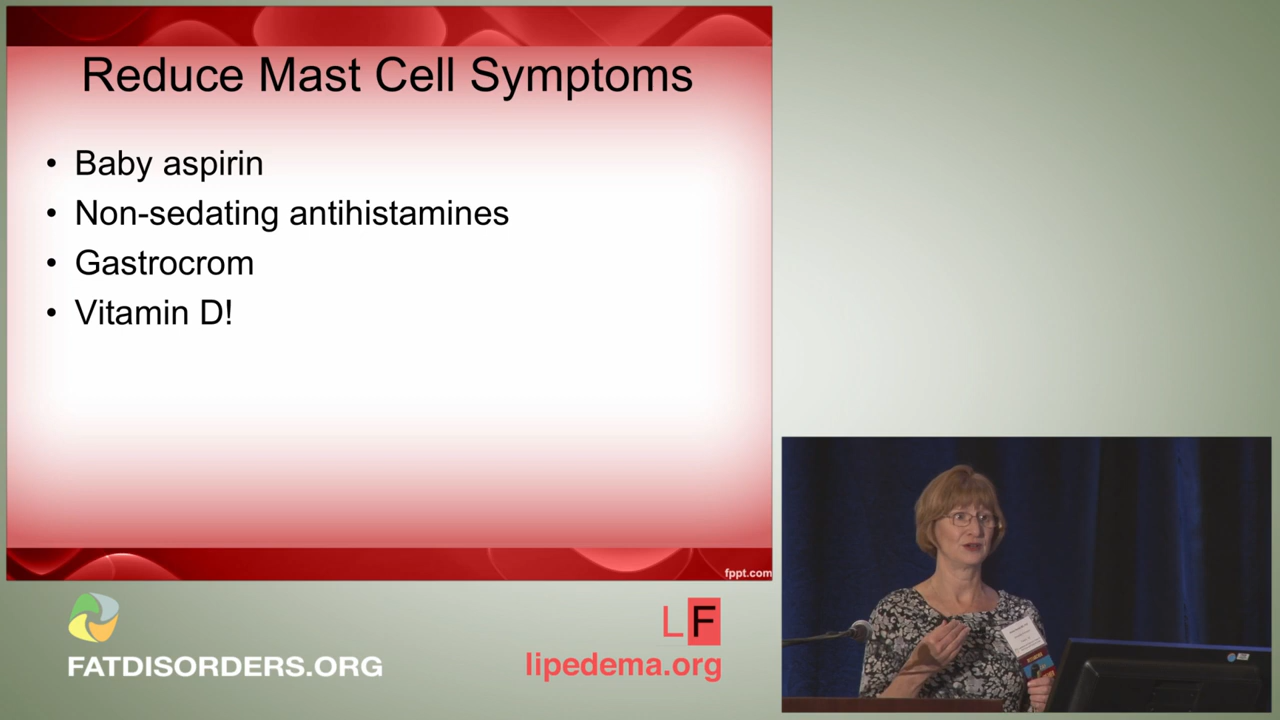 Reduce Mast Cell Symptoms
• Baby aspirin
• Non-sedating antihistamines
• Gastrocrom
• Vitamin D!
fppt.com
FATDISORDERS.ORG
LF
lipedema.org